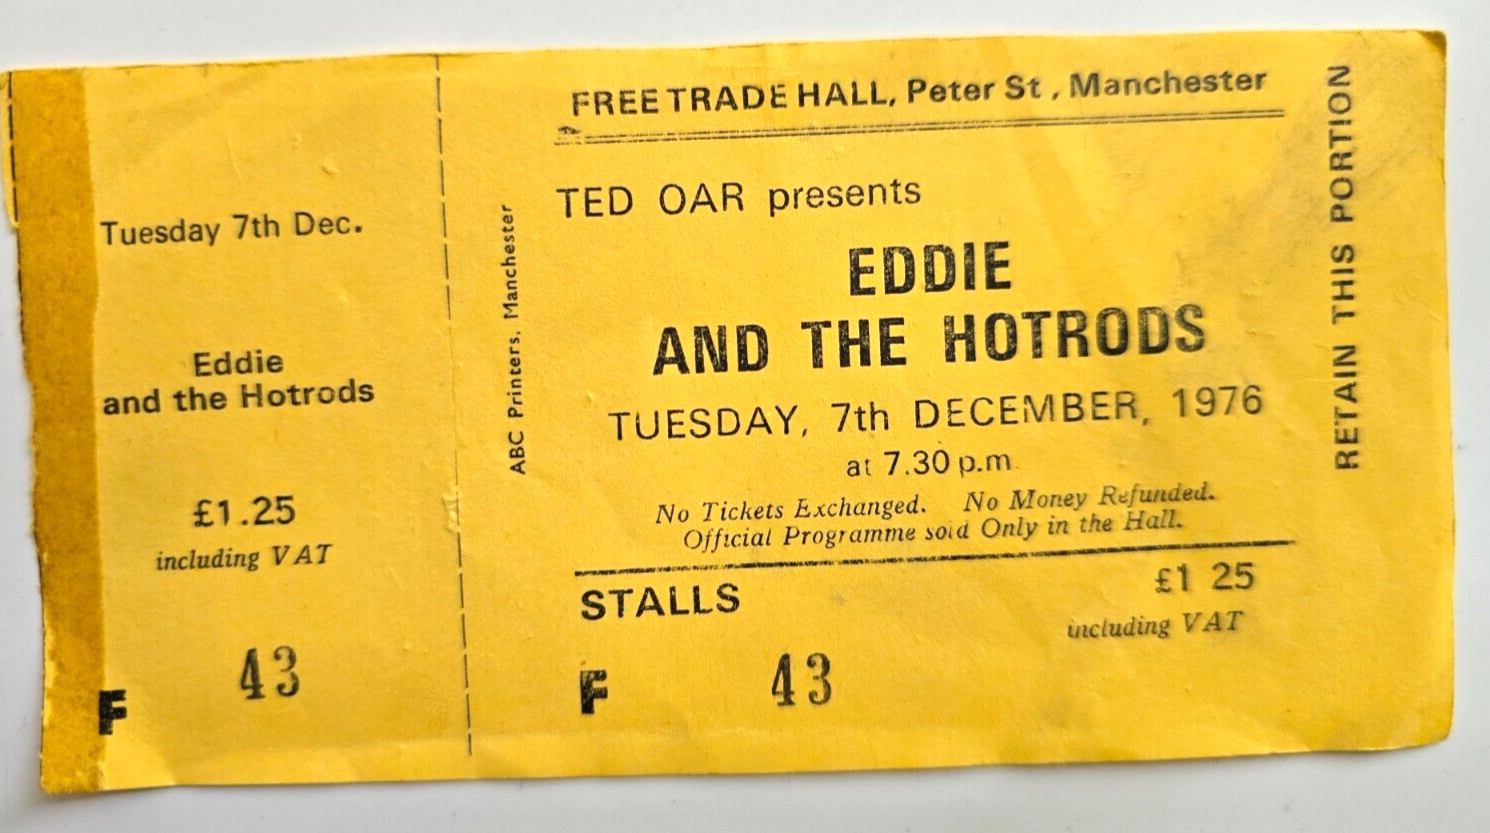 Tuesday 7th Dec.
Eddie
and the Hotrods
£1.25
including VAT
F 43
ABC Printers, Manchester
FREE TRADE HALL, Peter St , Manchester
TED OAR presents
EDDIE
AND THE HOTRODS
TUESDAY, 7th DECEMBER, 1976
at 7.30 p.m
No Tickets Exchanged. No Money Refunded.
Official Programme sold Only in the Hall.
STALLS £1 25
including VAT
F 43
RETAIN THIS PORTION